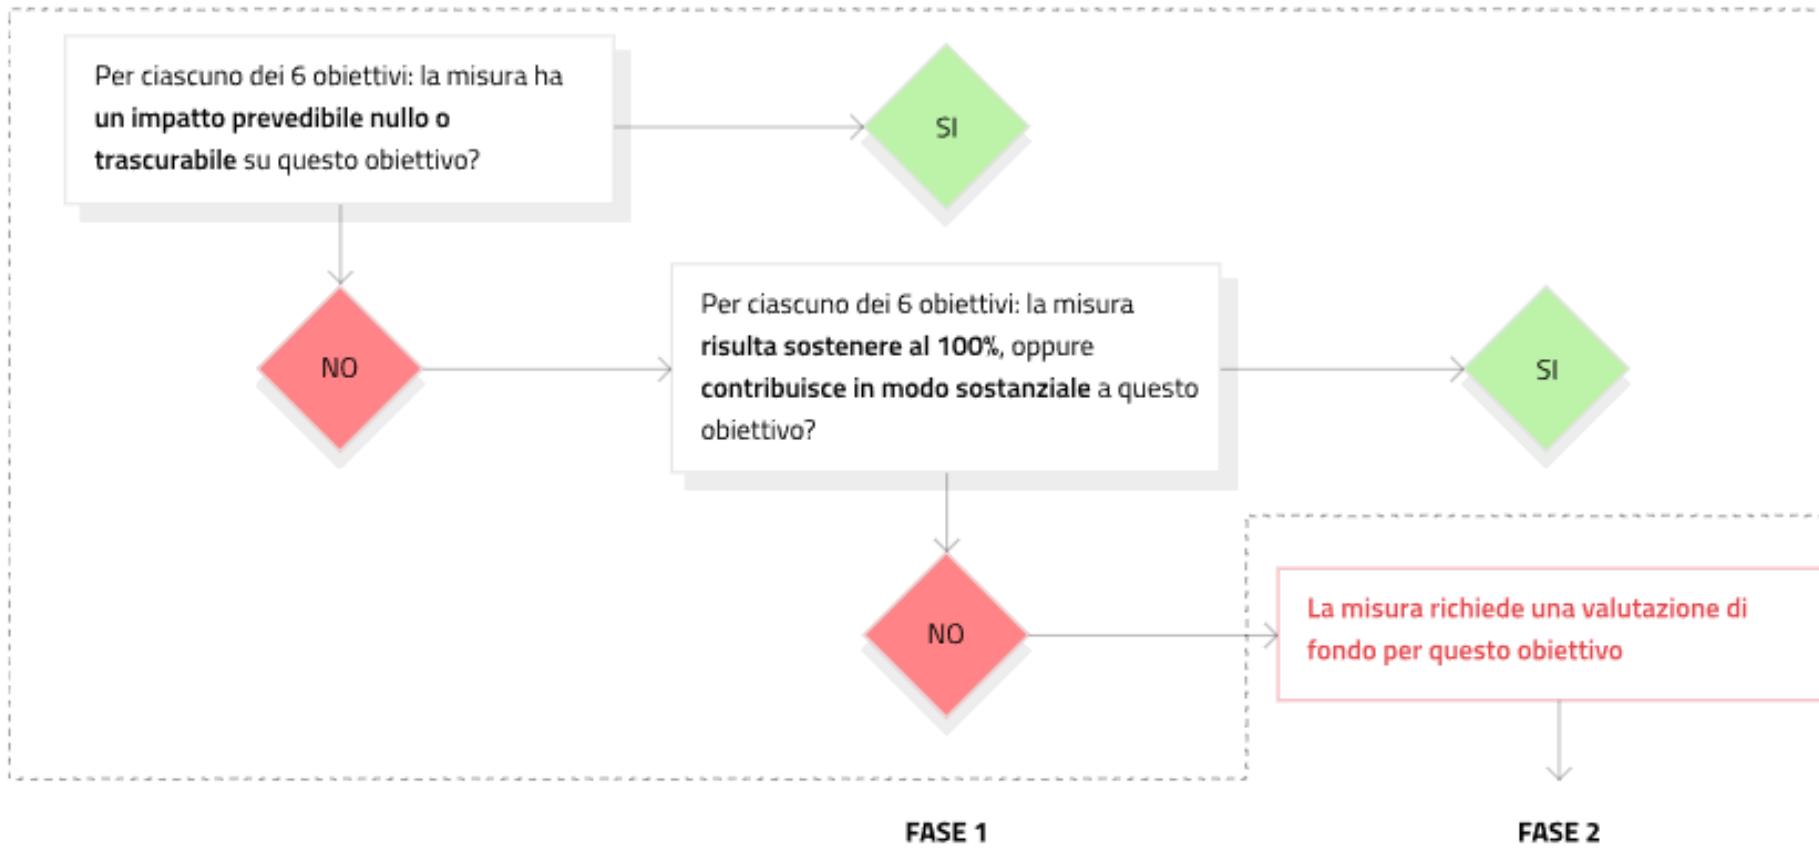 Per ciascuno dei 6 obiettivi: la misura ha
un impatto prevedibile nullo o
trascurabile su questo obiettivo?
SI
NO
Per ciascuno dei 6 obiettivi: la misura
risulta sostenere al 100%, oppure
contribuisce in modo sostanziale a questo
obiettivo?
SI
NO
La misura richiede una valutazione di
fondo per questo obiettivo
FASE 1
FASE 2